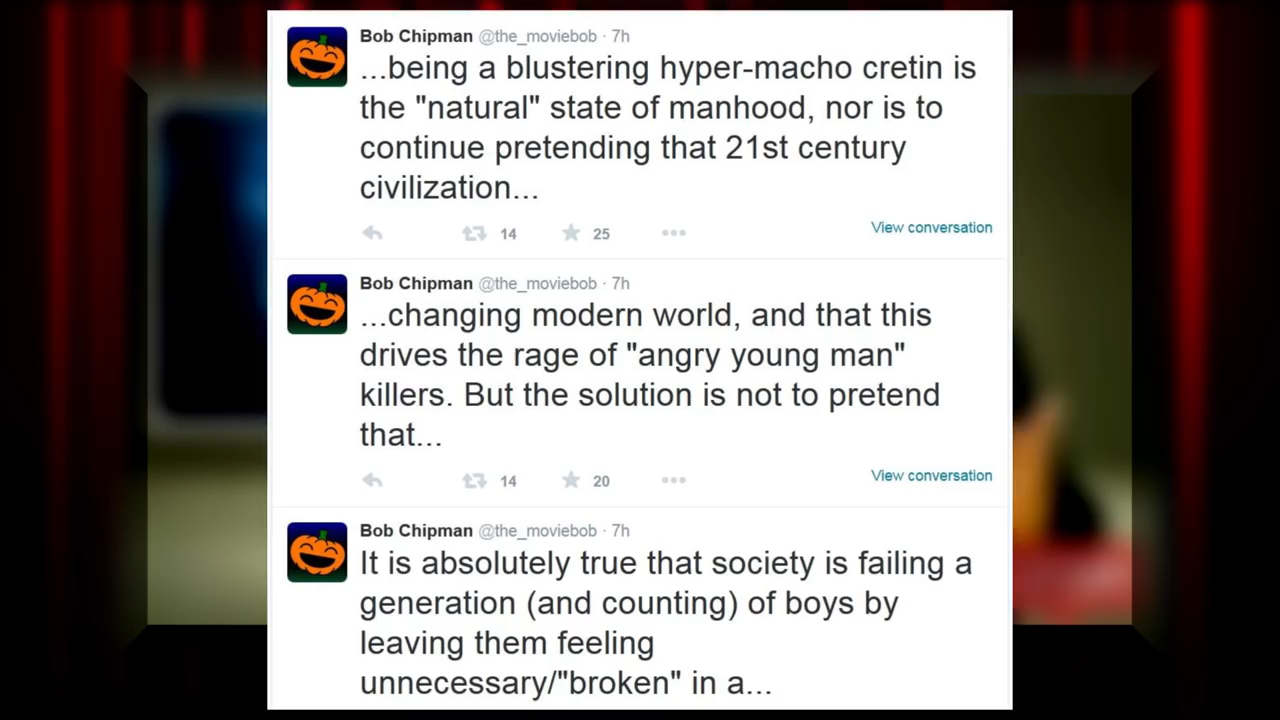 Bob Chipman @the_moviebob · 7h
...being a blustering hyper-macho cretin is
the "natural" state of manhood, nor is to
continue pretending that 21st century
civilization...
14 25 View conversation
Bob Chipman @the_moviebob · 7h
...changing modern world, and that this
drives the rage of "angry young man"
killers. But the solution is not to pretend
that...
14 20 View conversation
Bob Chipman @the_moviebob · 7h
It is absolutely true that society is failing a
generation (and counting) of boys by
leaving them feeling
unnecessary/"broken" in a...